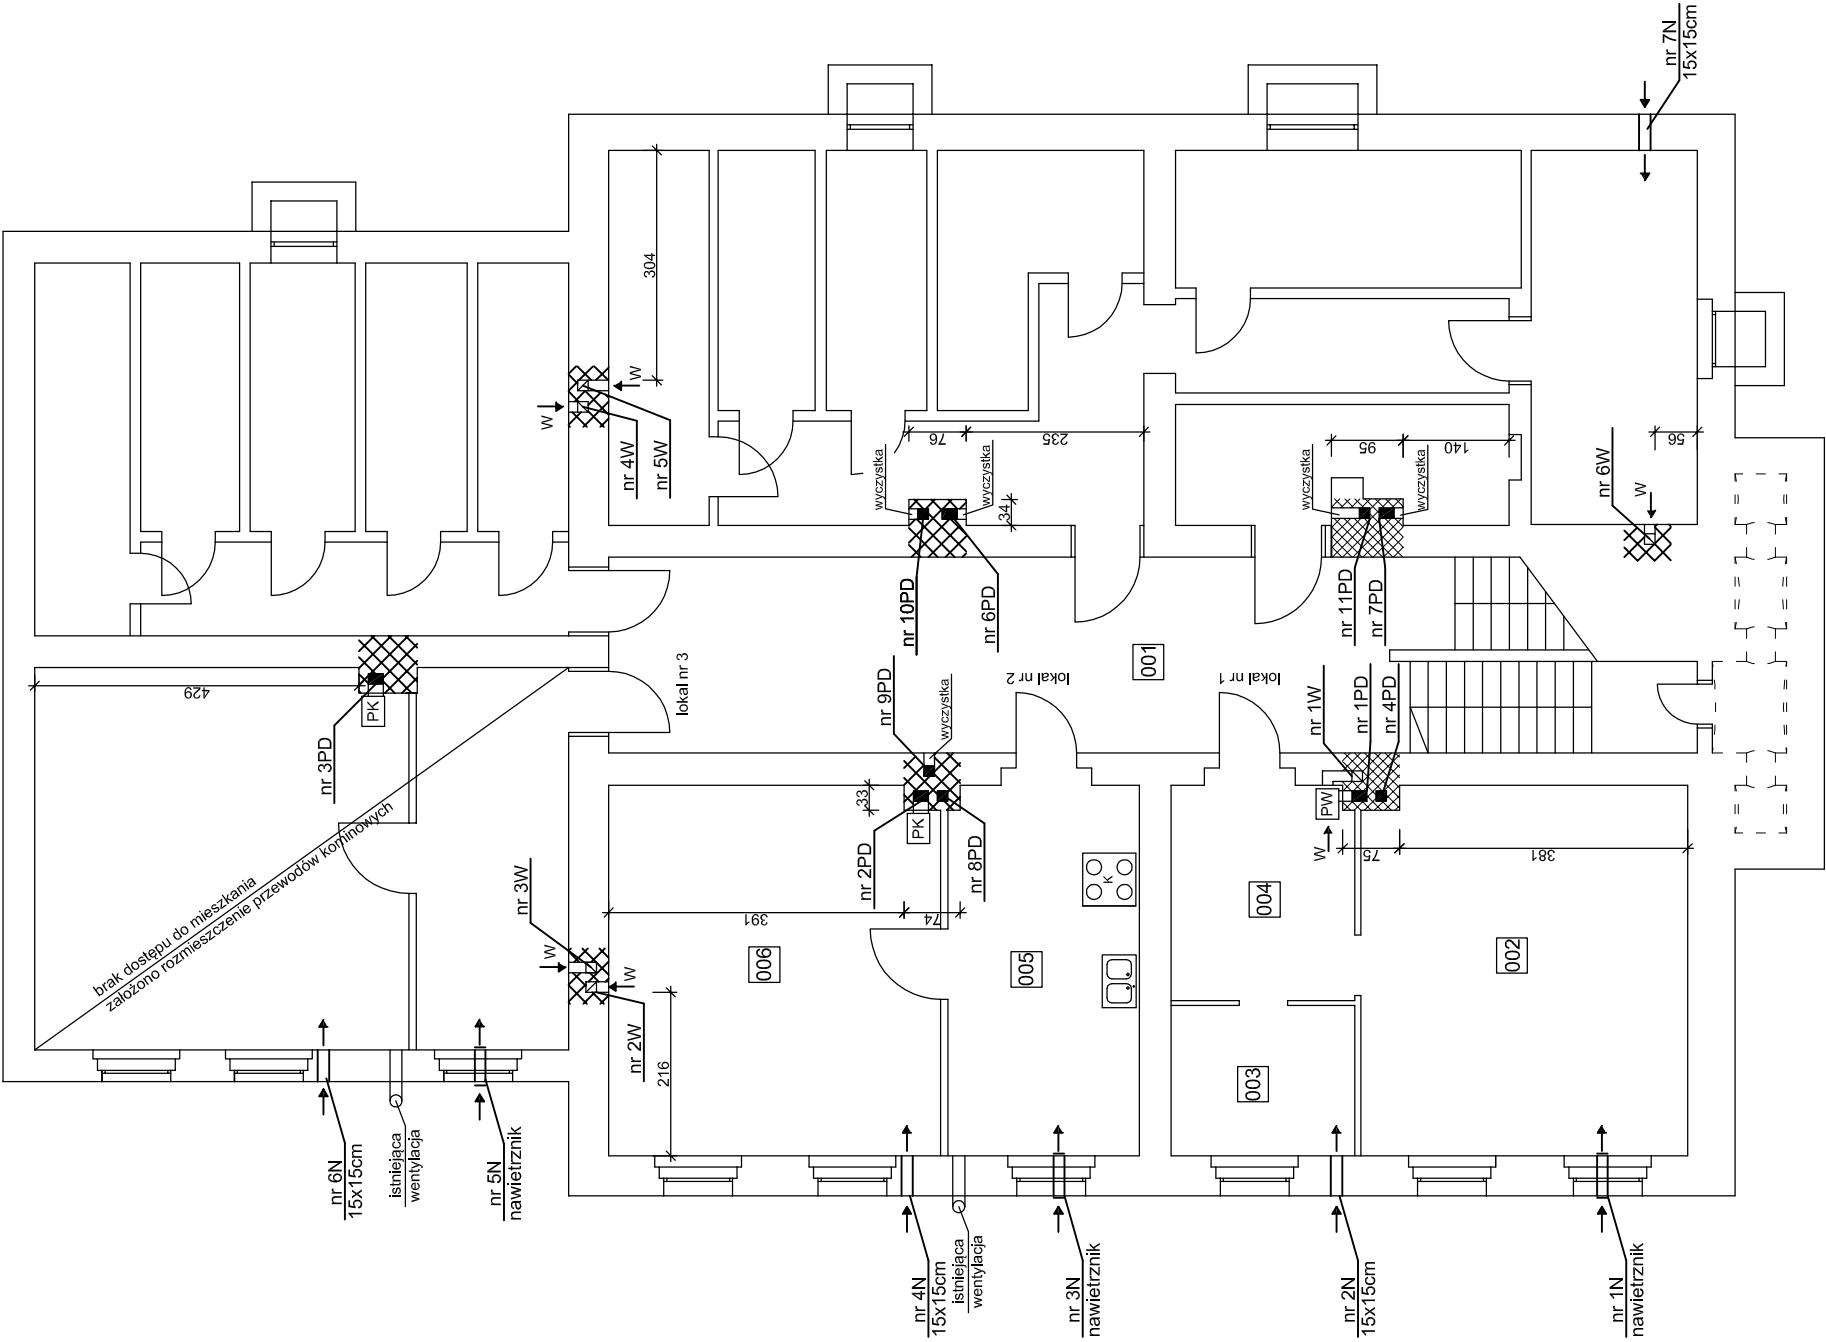 nr 7N
15x15cm
304
W
W
nr 4W
nr 5W
76
235
wyczystka
wyczystka
34
95
140
wyczystka
wyczystka
56
nr 6W
W
429
nr 3PD
PK
lokal nr 3
nr 10PD
nr 6PD
nr 11PD
nr 7PD
001
nr 9PD
wyczystka
lokal nr 2
lokal nr 1
nr 1W
nr 1PD
nr 4PD
33
PK
nr 2PD
nr 8PD
PW
W
75
381
brak dostępu do mieszkania
założono rozmieszczenie przewodów kominowych
nr 3W
W
W
nr 2W
216
391
74
006
005
K
004
003
002
nr 6N
15x15cm
istniejąca
wentylacja
nr 5N
nawietrznik
nr 4N
15x15cm
istniejąca
wentylacja
nr 3N
nawietrznik
nr 2N
15x15cm
nr 1N
nawietrznik